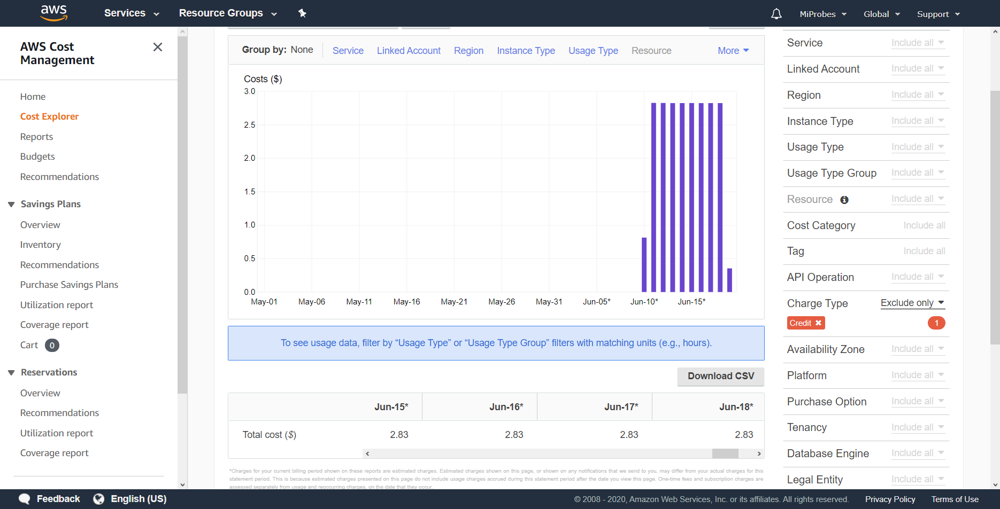 aws
Services
Resource Groups
MiProbes
Global
Support
AWS Cost
Management
Home
Cost Explorer
Reports
Budgets
Recommendations
Savings Plans
Overview
Inventory
Recommendations
Purchase Savings Plans
Utilization report
Coverage report
Cart 0
Reservations
Overview
Recommendations
Utilization report
Coverage report
Group by: None Service Linked Account Region Instance Type Usage Type Resource More
Costs ($)
3.0
2.5
2.0
1.5
1.0
0.5
0.0
May-01 May-06 May-11 May-16 May-21 May-26 May-31 Jun-05* Jun-10* Jun-15*
To see usage data, filter by “Usage Type” or “Usage Type Group” filters with matching units (e.g., hours).
Download CSV
Jun-15* Jun-16* Jun-17* Jun-18*
Total cost ($) 2.83 2.83 2.83 2.83
*Charges for your current billing period shown on these reports are estimated charges. Estimated charges shown on this page, or shown on any notifications that we send to you, may differ from your actual charges for this
statement period. This is because estimated charges presented on this page do not include usage charges accrued during this statement period after the date you view this page. One-time fees and subscription charges are
assessed separately from usage and reoccurring charges, on the date that they occur.
Service Include all
Linked Account Include all
Region Include all
Instance Type Include all
Usage Type Include all
Usage Type Group Include all
Resource Include all
Cost Category Include all
Tag Include all
API Operation Include all
Charge Type Exclude only
Credit 1
Availability Zone Include all
Platform Include all
Purchase Option Include all
Tenancy Include all
Database Engine Include all
Legal Entity Include all
Feedback
English (US)
© 2008 - 2020, Amazon Web Services, Inc. or its affiliates. All rights reserved.
Privacy Policy
Terms of Use